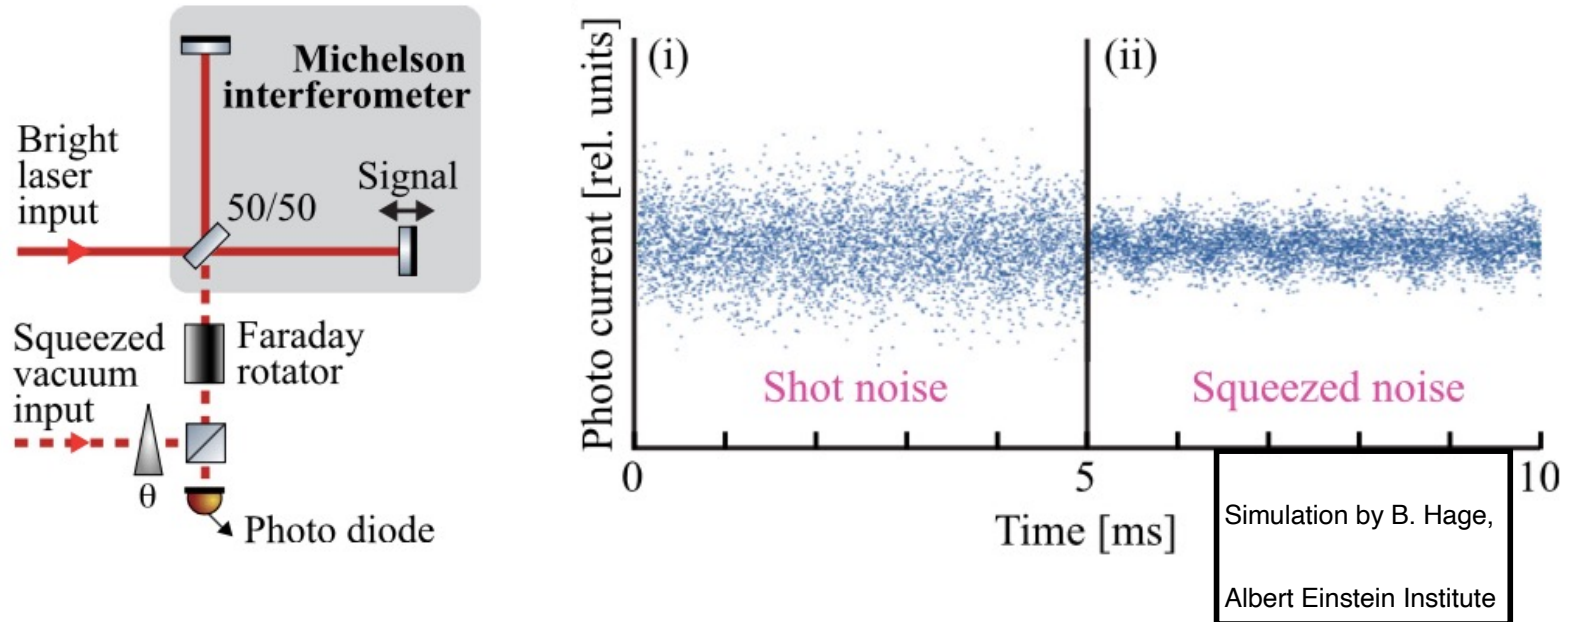 Michelson
interferometer
Bright
laser
input
Signal
50/50
Squeezed
vacuum
input
Faraday
rotator
θ
Photo diode
Photo current [rel. units]
(i)
(ii)
Shot noise
Squeezed noise
0
5
10
Time [ms]
Simulation by B. Hage,
Albert Einstein Institute